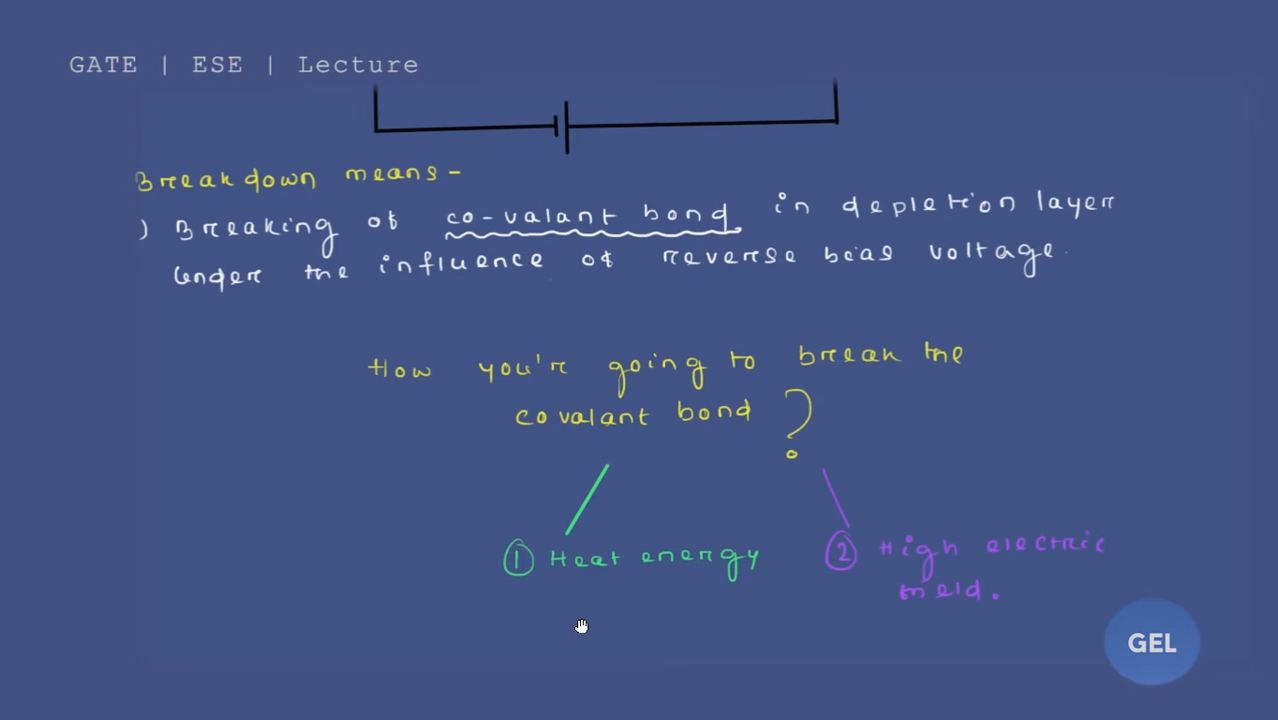 GATE | ESE | Lecture
Breakdown means-
) Breaking of co-valant bond in depletion layer
under the influence of reverse beas voltage.
How you're going to break the
covalant bond ?
① Heat energy
② High electric
field.
GEL